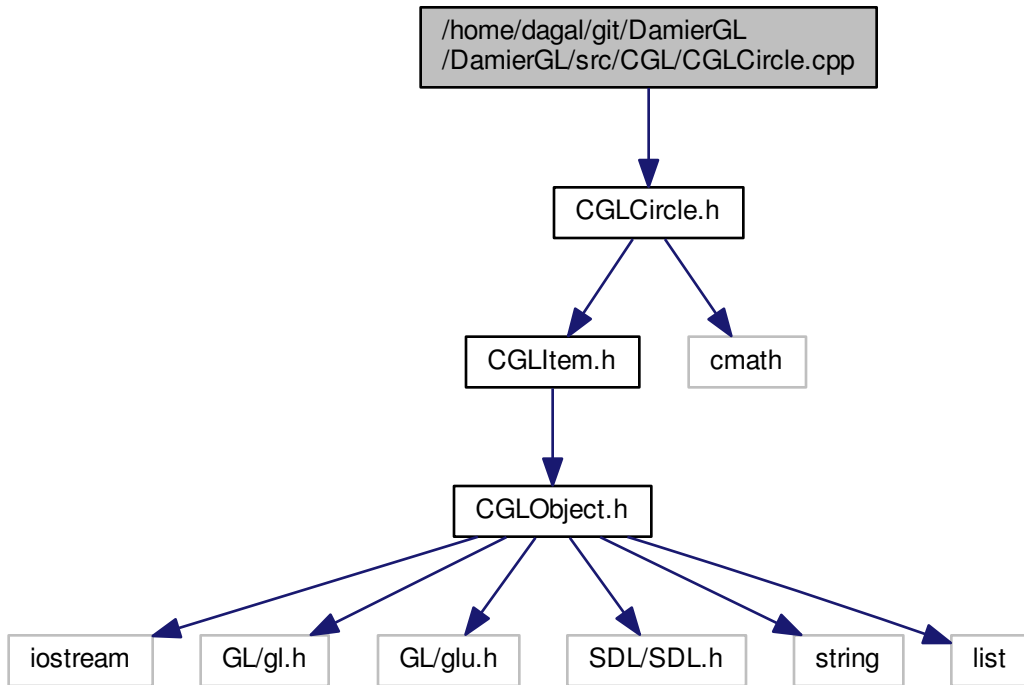 /home/dagal/git/DamierGL
/DamierGL/src/CGL/CGLCircle.cpp
CGLCircle.h
CGLItem.h
cmath
CGLObject.h
iostream
GL/gl.h
GL/glu.h
SDL/SDL.h
string
list